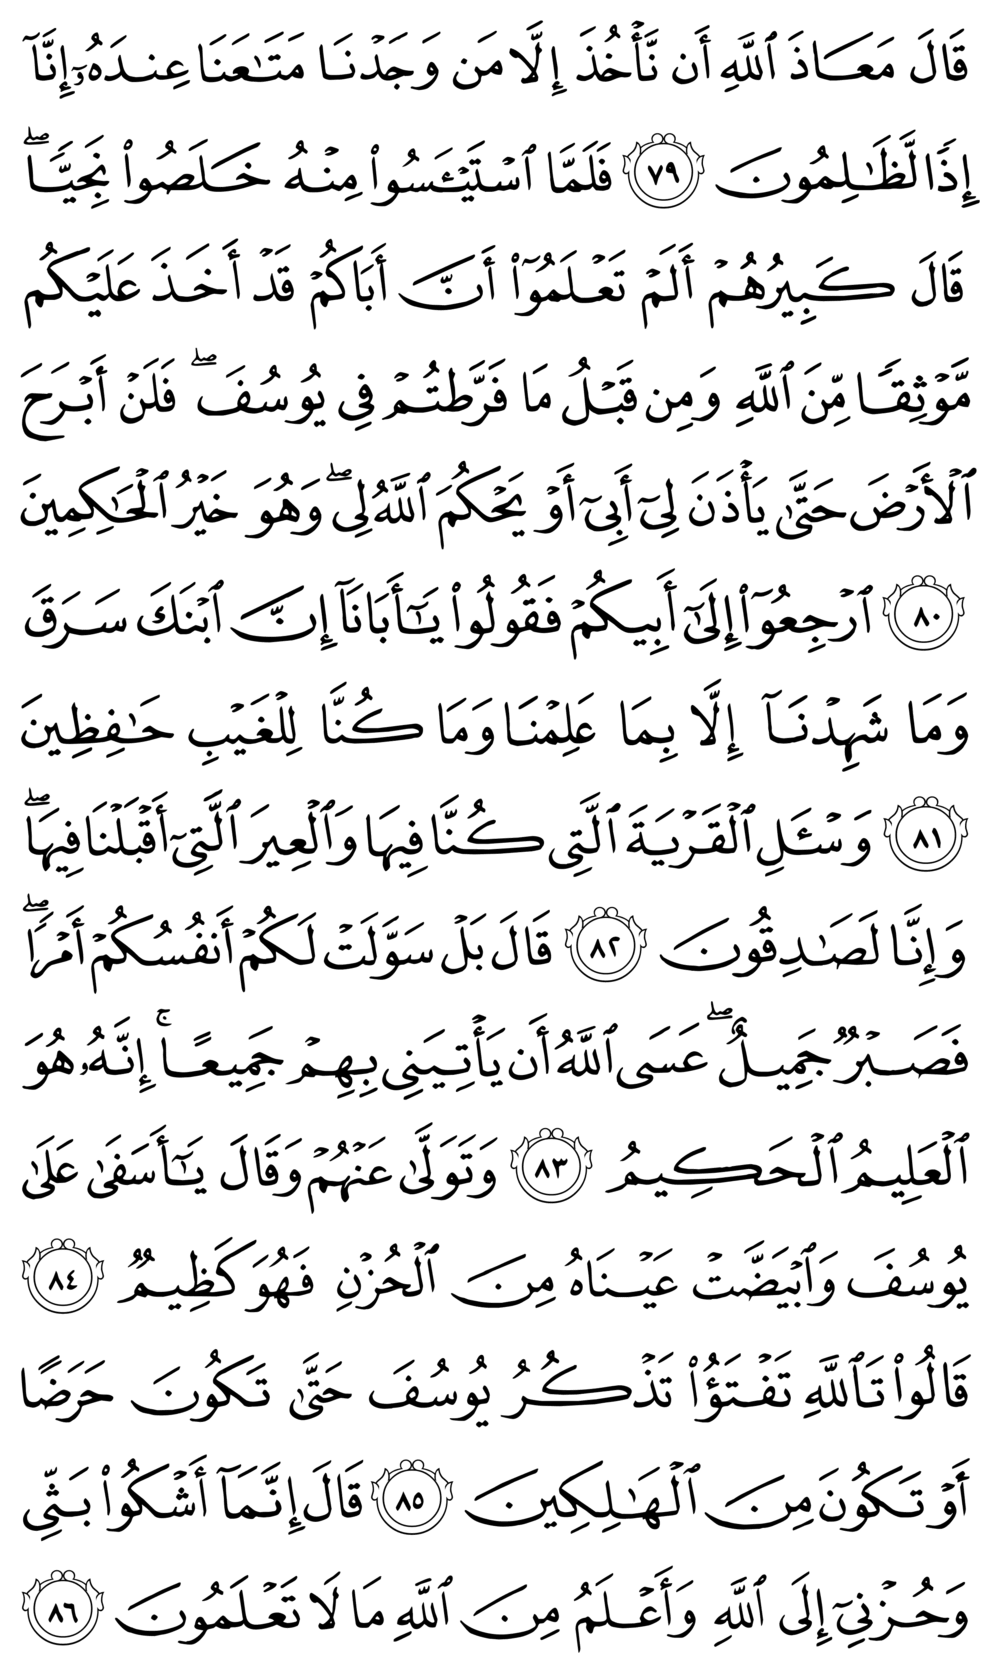 قَالَ مَعَاذَ ٱللَّهِ أَن نَّأۡخُذَ إِلَّا مَن وَجَدۡنَا مَتَٰعَنَا عِندَهُۥٓ إِنَّآ
إِذٗا لَّظَٰلِمُونَ ٧٩ فَلَمَّا ٱسۡتَيۡـَٔسُواْ مِنۡهُ خَلَصُواْ نَجِيّٗاۖ
قَالَ كَبِيرُهُمۡ أَلَمۡ تَعۡلَمُوٓاْ أَنَّ أَبَاكُمۡ قَدۡ أَخَذَ عَلَيۡكُم
مَّوۡثِقٗا مِّنَ ٱللَّهِ وَمِن قَبۡلُ مَا فَرَّطتُمۡ فِي يُوسُفَۖ فَلَنۡ أَبۡرَحَ
ٱلۡأَرۡضَ حَتَّىٰ يَأۡذَنَ لِيٓ أَبِيٓ أَوۡ يَحۡكُمَ ٱللَّهُ لِيۖ وَهُوَ خَيۡرُ ٱلۡحَٰكِمِينَ
٨٠ ٱرۡجِعُوٓاْ إِلَىٰٓ أَبِيكُمۡ فَقُولُواْ يَٰٓأَبَانَآ إِنَّ ٱبۡنَكَ سَرَقَ
وَمَا شَهِدۡنَآ إِلَّا بِمَا عَلِمۡنَا وَمَا كُنَّا لِلۡغَيۡبِ حَٰفِظِينَ
٨١ وَسۡـَٔلِ ٱلۡقَرۡيَةَ ٱلَّتِي كُنَّا فِيهَا وَٱلۡعِيرَ ٱلَّتِيٓ أَقۡبَلۡنَا فِيهَاۖ
وَإِنَّا لَصَٰدِقُونَ ٨٢ قَالَ بَلۡ سَوَّلَتۡ لَكُمۡ أَنفُسُكُمۡ أَمۡرٗاۖ
فَصَبۡرٞ جَمِيلٌۖ عَسَى ٱللَّهُ أَن يَأۡتِيَنِي بِهِمۡ جَمِيعًاۚ إِنَّهُۥ هُوَ
ٱلۡعَلِيمُ ٱلۡحَكِيمُ ٨٣ وَتَوَلَّىٰ عَنۡهُمۡ وَقَالَ يَٰٓأَسَفَىٰ عَلَىٰ
يُوسُفَ وَٱبۡيَضَّتۡ عَيۡنَاهُ مِنَ ٱلۡحُزۡنِ فَهُوَ كَظِيمٞ ٨٤
قَالُواْ تَٱللَّهِ تَفۡتَؤُاْ تَذۡكُرُ يُوسُفَ حَتَّىٰ تَكُونَ حَرَضًا
أَوۡ تَكُونَ مِنَ ٱلۡهَٰلِكِينَ ٨٥ قَالَ إِنَّمَآ أَشۡكُواْ بَثِّي
وَحُزۡنِيٓ إِلَى ٱللَّهِ وَأَعۡلَمُ مِنَ ٱللَّهِ مَا لَا تَعۡلَمُونَ ٨٦